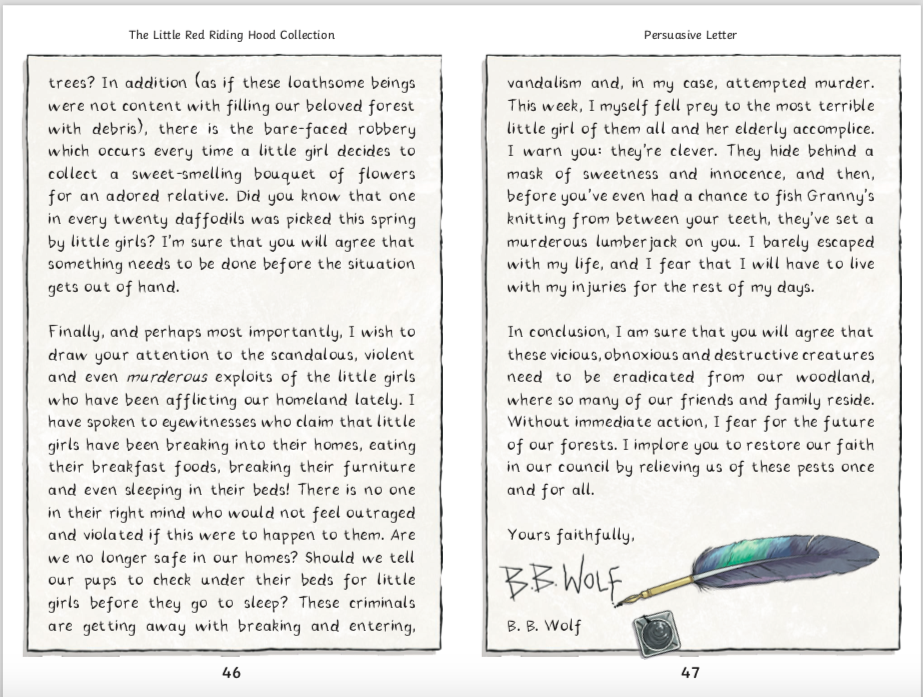 The Little Red Riding Hood Collection
trees? In addition (as if these loathsome beings
were not content with filling our beloved forest
with debris), there is the bare-faced robbery
which occurs every time a little girl decides to
collect a sweet-smelling bouquet of flowers
for an adored relative. Did you know that one
in every twenty daffodils was picked this spring
by little girls? I'm sure that you will agree that
something needs to be done before the situation
gets out of hand.
Finally, and perhaps most importantly, I wish to
draw your attention to the scandalous, violent
and even murderous exploits of the little girls
who have been afflicting our homeland lately. I
have spoken to eyewitnesses who claim that little
girls have been breaking into their homes, eating
their breakfast foods, breaking their furniture
and even sleeping in their beds! There is no one
in their right mind who would not feel outraged
and violated if this were to happen to them. Are
we no longer safe in our homes? Should we tell
our pups to check under their beds for little
girls before they go to sleep? These criminals
are getting away with breaking and entering,
46
Persuasive Letter
vandalism and, in my case, attempted murder.
This week, I myself fell prey to the most terrible
little girl of them all and her elderly accomplice.
I warn you: they're clever. They hide behind a
mask of sweetness and innocence, and then,
before you've even had a chance to fish Granny's
knitting from between your teeth, they've set a
murderous lumberjack on you. I barely escaped
with my life, and I fear that I will have to live
with my injuries for the rest of my days.
In conclusion, I am sure that you will agree that
these vicious, obnoxious and destructive creatures
need to be eradicated from our woodland,
where so many of our friends and family reside.
Without immediate action, I fear for the future
of our forests. I implore you to restore our faith
in our council by relieving us of these pests once
and for all.
Yours faithfully,
B.B. WOLF
B. B. Wolf
47